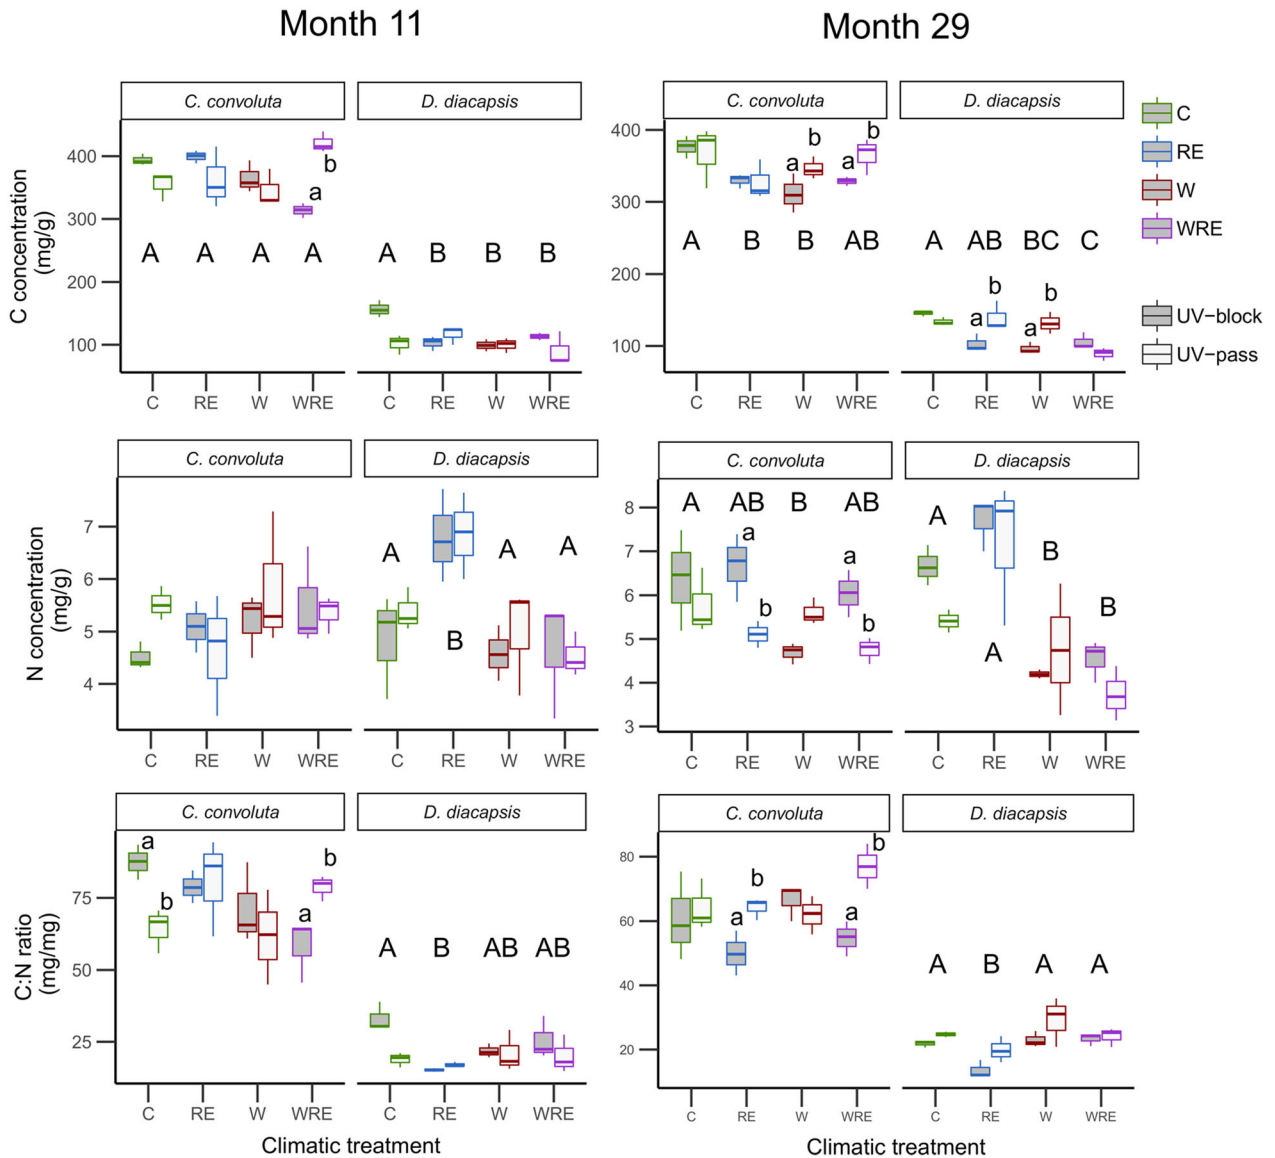 Month 11
Month 29
C. convoluta
D. diacapsis
C. convoluta
D. diacapsis
C concentration
(mg/g)
400
300
200
100
b
a
A A A A
A B B B
C RE W WRE
C RE W WRE
400
300
200
100
a b a b
A B B AB
A AB BC C
a b a b
C RE W WRE
C RE W WRE
C
RE
W
WRE
UV−block
UV−pass
C. convoluta
D. diacapsis
C. convoluta
D. diacapsis
N concentration
(mg/g)
7
6
5
4
A B A A
C RE W WRE
C RE W WRE
8
7
6
5
4
3
A AB B AB
a b a b
A A B B
C RE W WRE
C RE W WRE
C. convoluta
D. diacapsis
C. convoluta
D. diacapsis
C:N ratio
(mg/mg)
75
50
25
a b a b
A B AB AB
C RE W WRE
C RE W WRE
80
60
40
20
a b a b
A B A A
C RE W WRE
C RE W WRE
Climatic treatment
Climatic treatment